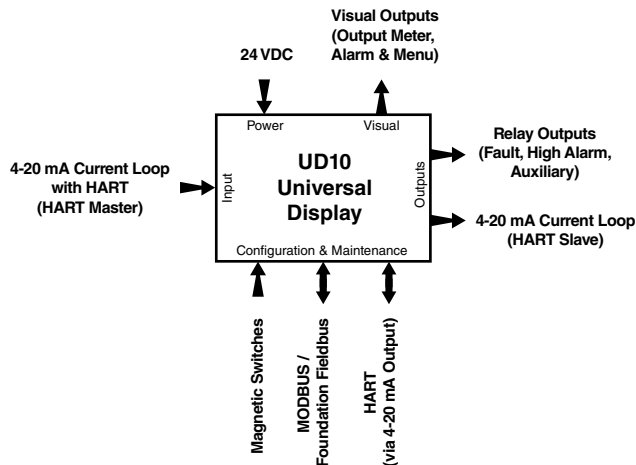 Visual Outputs
(Output Meter,
Alarm & Menu)
24 VDC
Power
Visual
4-20 mA Current Loop
with HART
(HART Master)
Input
UD10
Universal
Display
Outputs
Relay Outputs
(Fault, High Alarm,
Auxiliary)
4-20 mA Current Loop
(HART Slave)
Configuration & Maintenance
Magnetic Switches
MODBUS /
Foundation Fieldbus
HART
(via 4-20 mA Output)